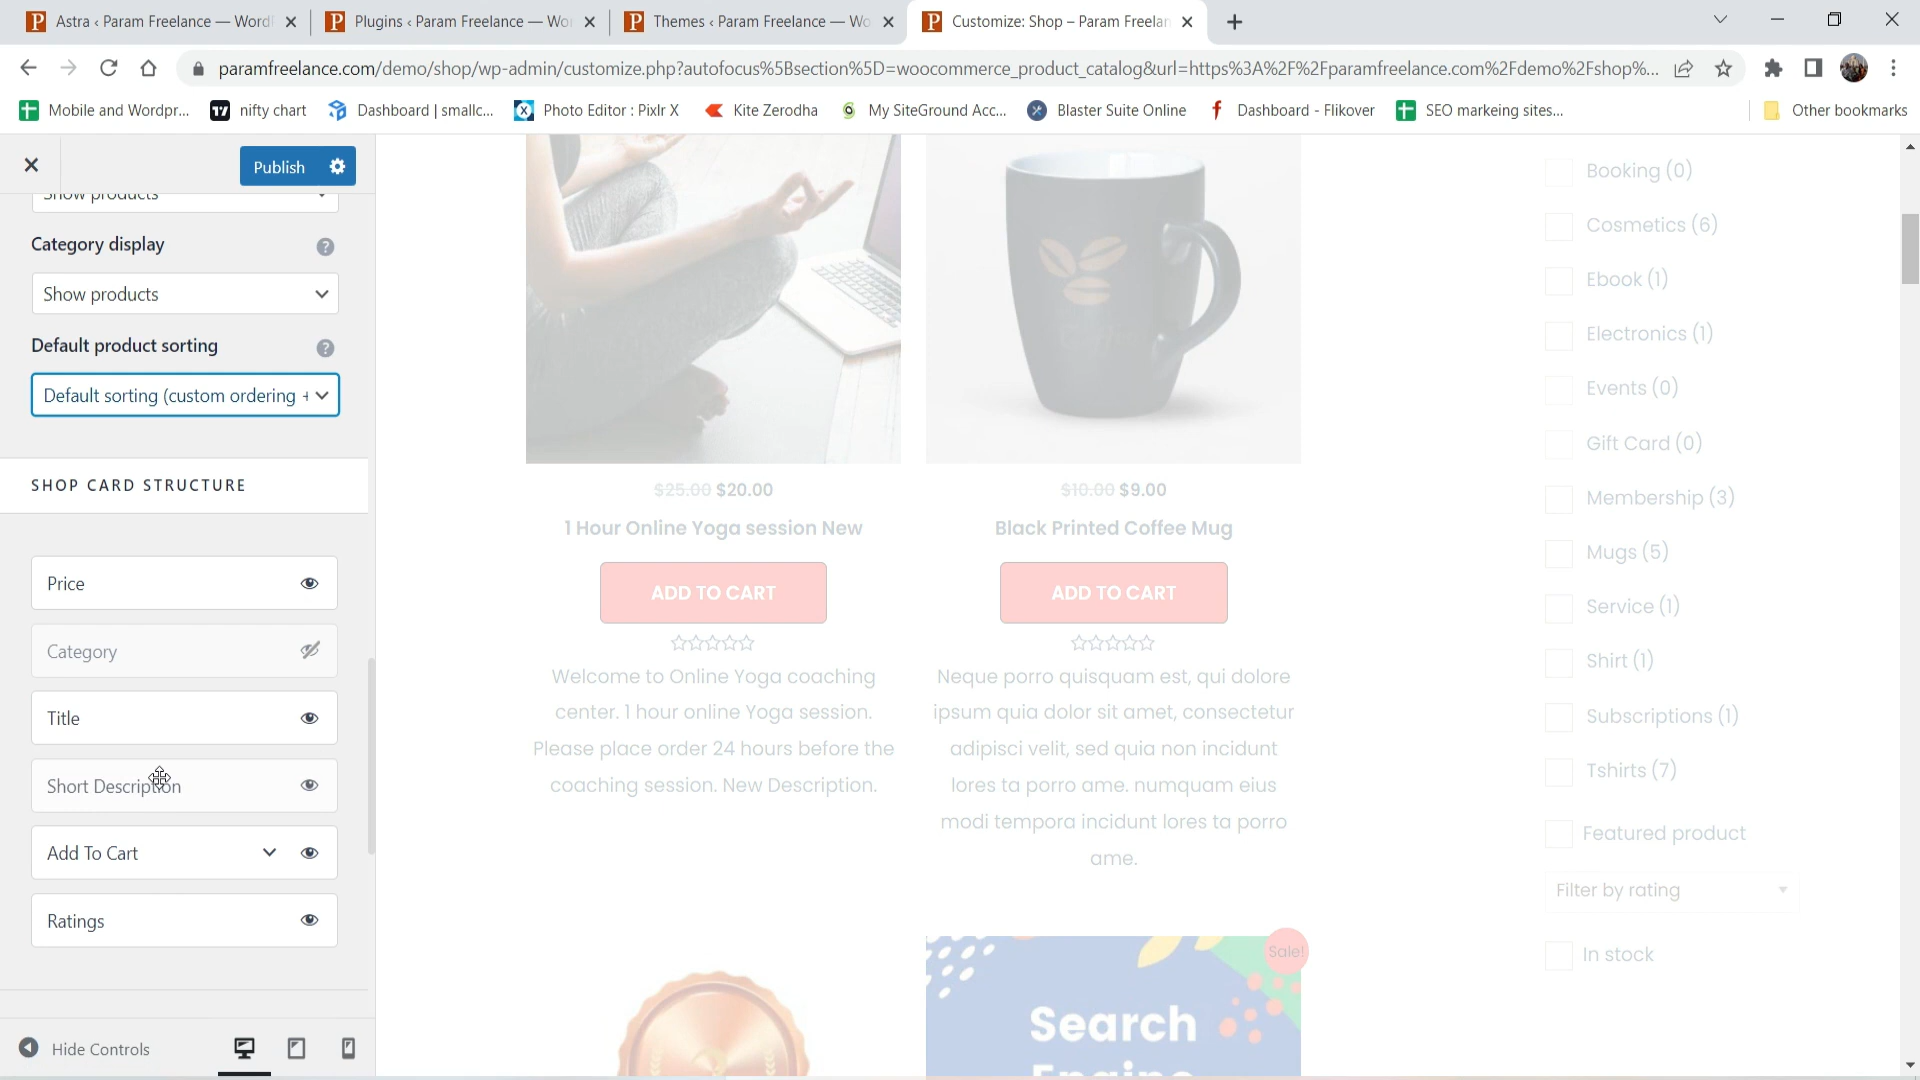 Astra ‹ Param Freelance — Word
Plugins ‹ Param Freelance — Wo
Themes ‹ Param Freelance — Wo
Customize: Shop – Param Freelan
paramfreelance.com/demo/shop/wp-admin/customize.php?autofocus%5Bsection%5D=woocommerce_product_catalog&url=https%3A%2F%2Fparamfreelance.com%2Fdemo%2Fshop%...
Mobile and Wordpr...
nifty chart
Dashboard | smallc...
Photo Editor : Pixlr X
Kite Zerodha
My SiteGround Acc...
Blaster Suite Online
Dashboard - Flikover
SEO markeing sites...
Other bookmarks
Publish
Show products
Category display
Show products
Default product sorting
Default sorting (custom ordering +
SHOP CARD STRUCTURE
Price
Category
Title
Short Description
Add To Cart
Ratings
Hide Controls
$25.00 $20.00
1 Hour Online Yoga session New
ADD TO CART
Welcome to Online Yoga coaching
center. 1 hour online Yoga session.
Please place order 24 hours before the
coaching session. New Description.
$10.00 $9.00
Black Printed Coffee Mug
ADD TO CART
Neque porro quisquam est, qui dolore
ipsum quia dolor sit amet, consectetur
adipisci velit, sed quia non incidunt
lores ta porro ame. numquam eius
modi tempora incidunt lores ta porro
ame.
Sale!
Search
Engine
Booking (0)
Cosmetics (6)
Ebook (1)
Electronics (1)
Events (0)
Gift Card (0)
Membership (3)
Mugs (5)
Service (1)
Shirt (1)
Subscriptions (1)
Tshirts (7)
Featured product
Filter by rating
In stock